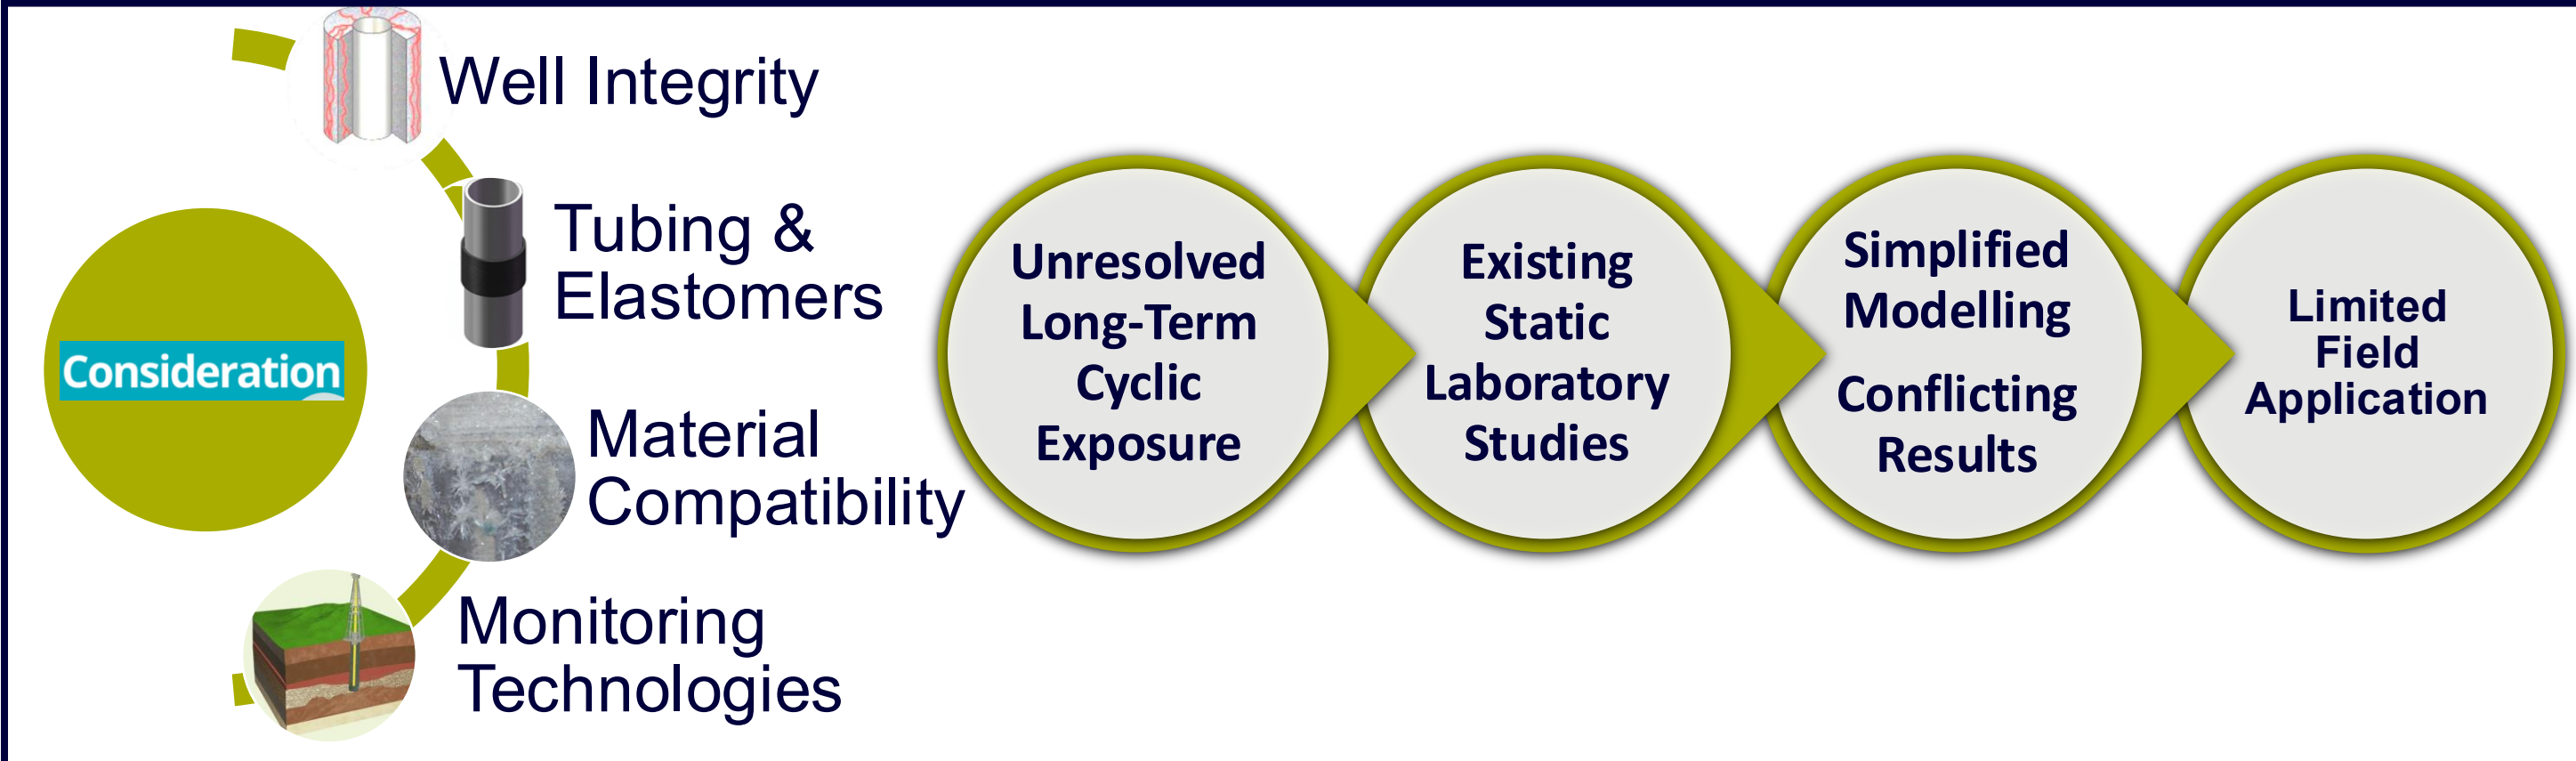 Consideration
Well Integrity
Tubing &
Elastomers
Material
Compatibility
Monitoring
Technologies
Unresolved
Long-Term
Cyclic
Exposure
Existing
Static
Laboratory
Studies
Simplified
Modelling
Conflicting
Results
Limited
Field
Application